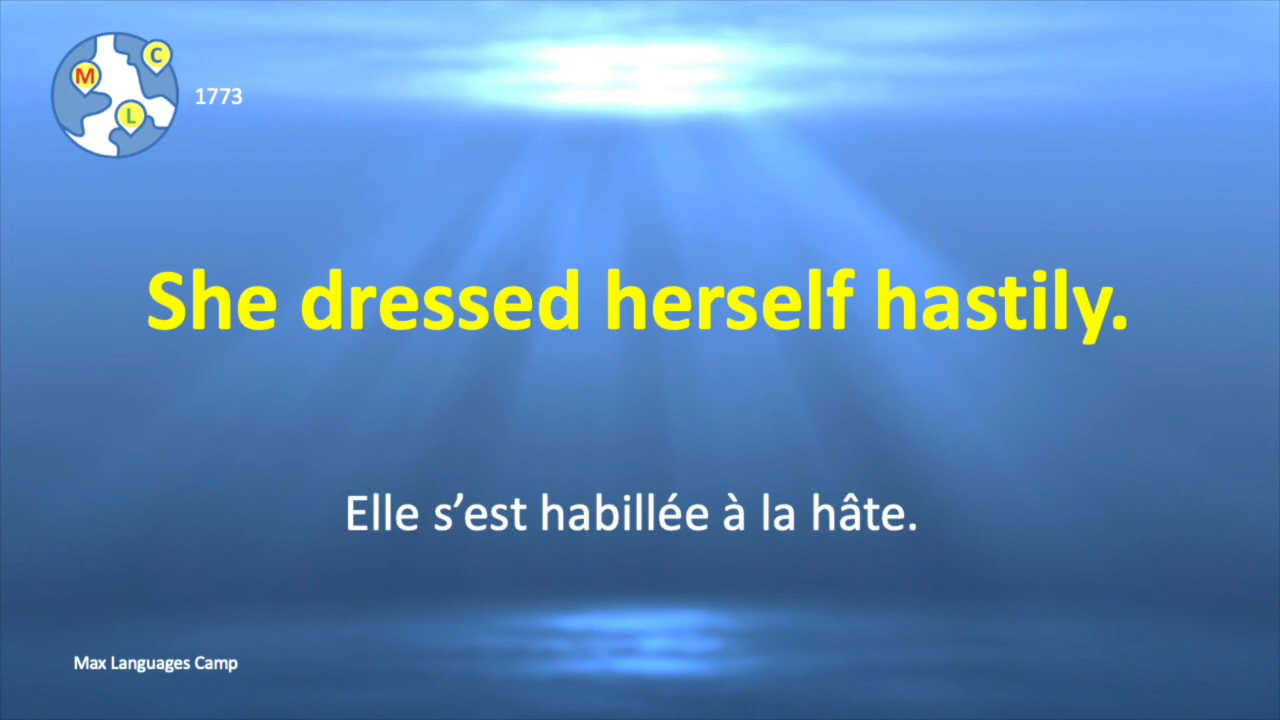 C
M
L
1773
She dressed herself hastily.
Elle s’est habillée à la hâte.
Max Languages Camp